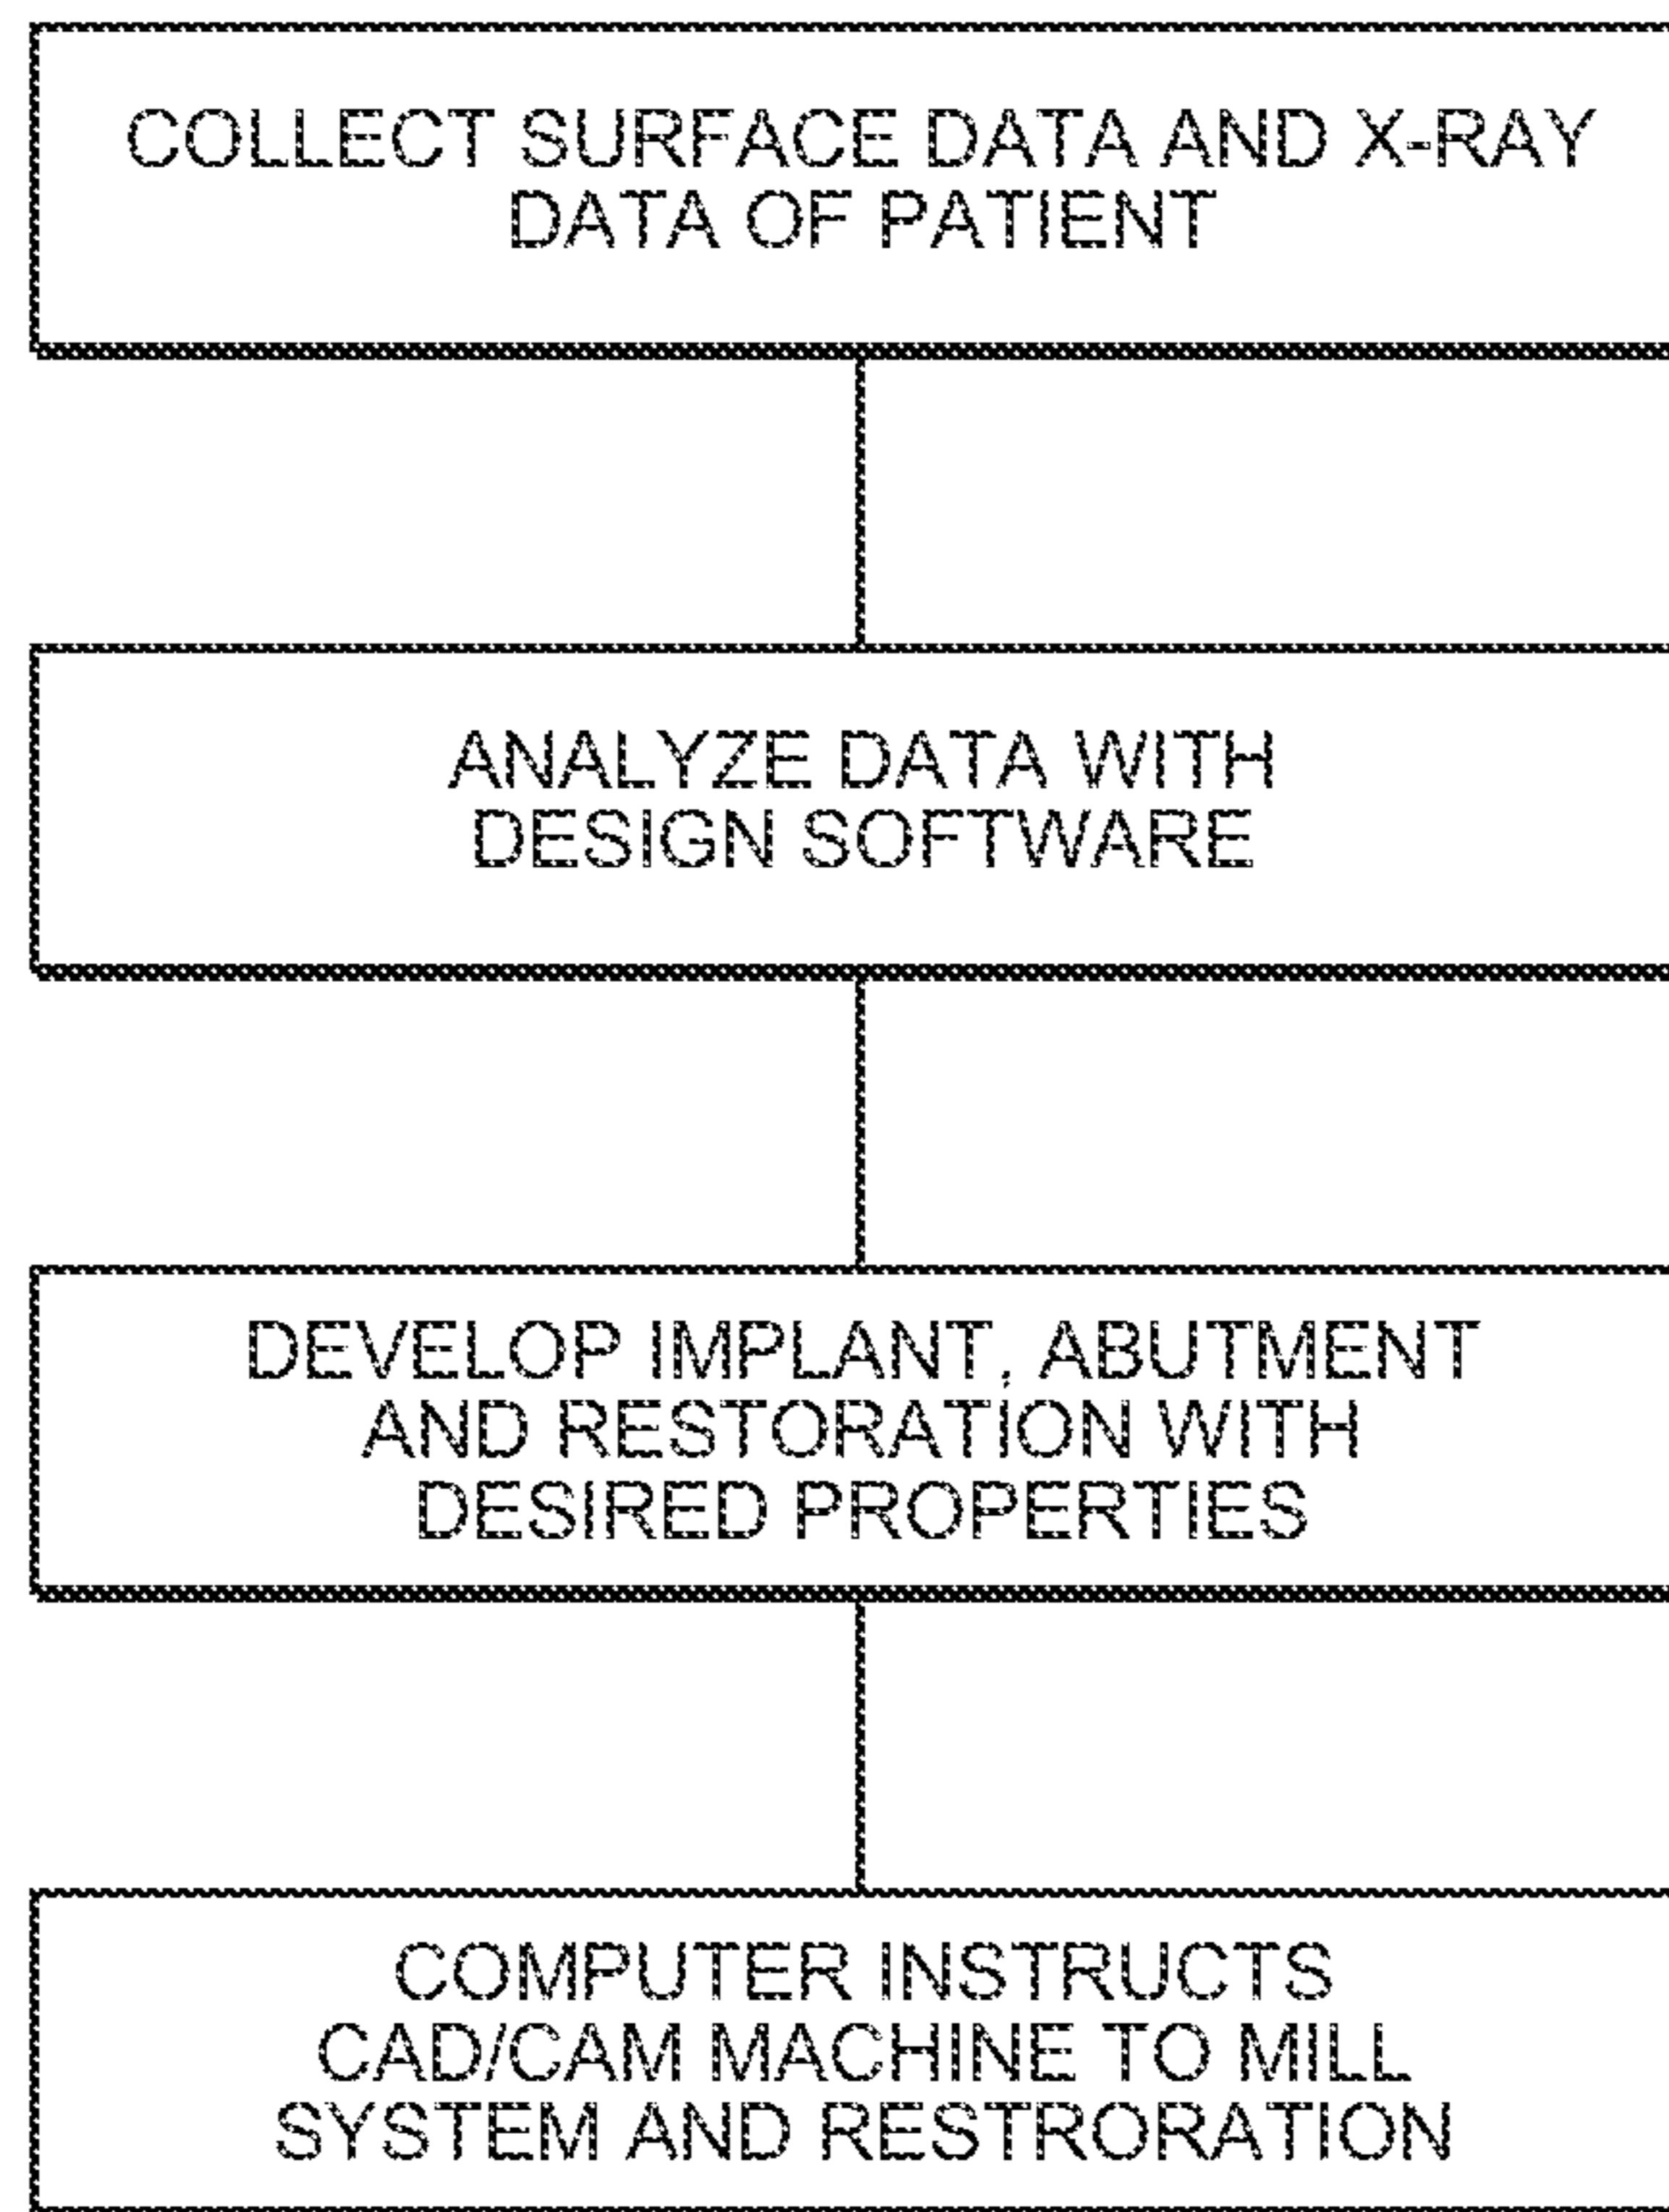 COLLECT SURFACE DATA AND X-RAY
DATA OF PATIENT
ANALYZE DATA WITH
DESIGN SOFTWARE
DEVELOP IMPLANT, ABUTMENT
AND RESTORATION WITH
DESIRED PROPERTIES
COMPUTER INSTRUCTS
CAD/CAM MACHINE TO MILL
SYSTEM AND RESTRORATION